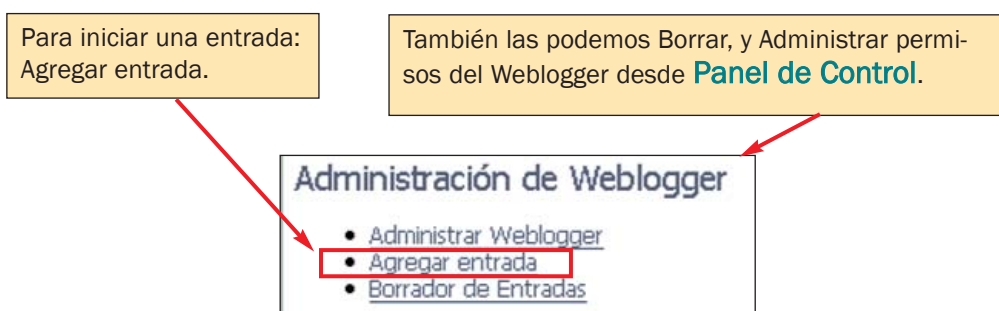 Para iniciar una entrada:
Agregar entrada.
También las podemos Borrar, y Administrar permi-
sos del Weblogger desde Panel de Control.
Administración de Weblogger
• Administrar Weblogger
• Agregar entrada
• Borrador de Entradas